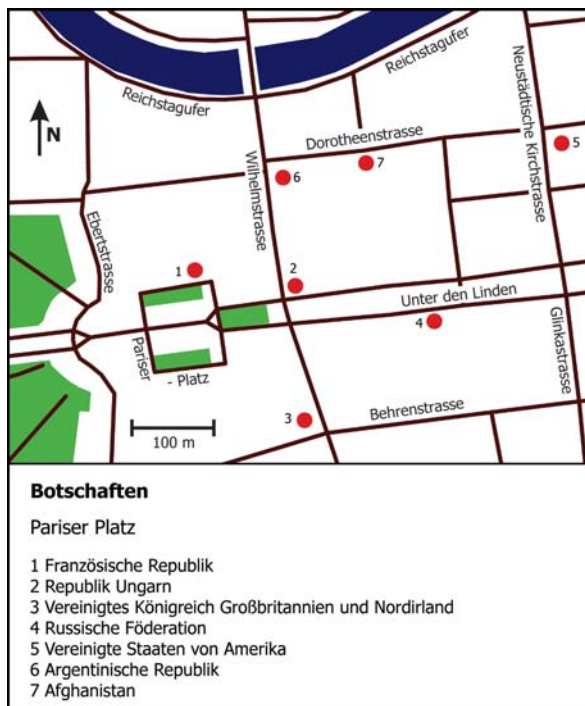 Reichstagufer
Reichstagufer
Neustädtische Kirchstrasse
N
Dorotheenstrasse
5
7
6
Wilhelmstrasse
Ebertstrasse
1
2
Unter den Linden
4
Glinkastrasse
Pariser
- Platz
3
Behrenstrasse
100 m
Botschaften
Pariser Platz
1 Französische Republik
2 Republik Ungarn
3 Vereinigtes Königreich Großbritannien und Nordirland
4 Russische Föderation
5 Vereinigte Staaten von Amerika
6 Argentinische Republik
7 Afghanistan